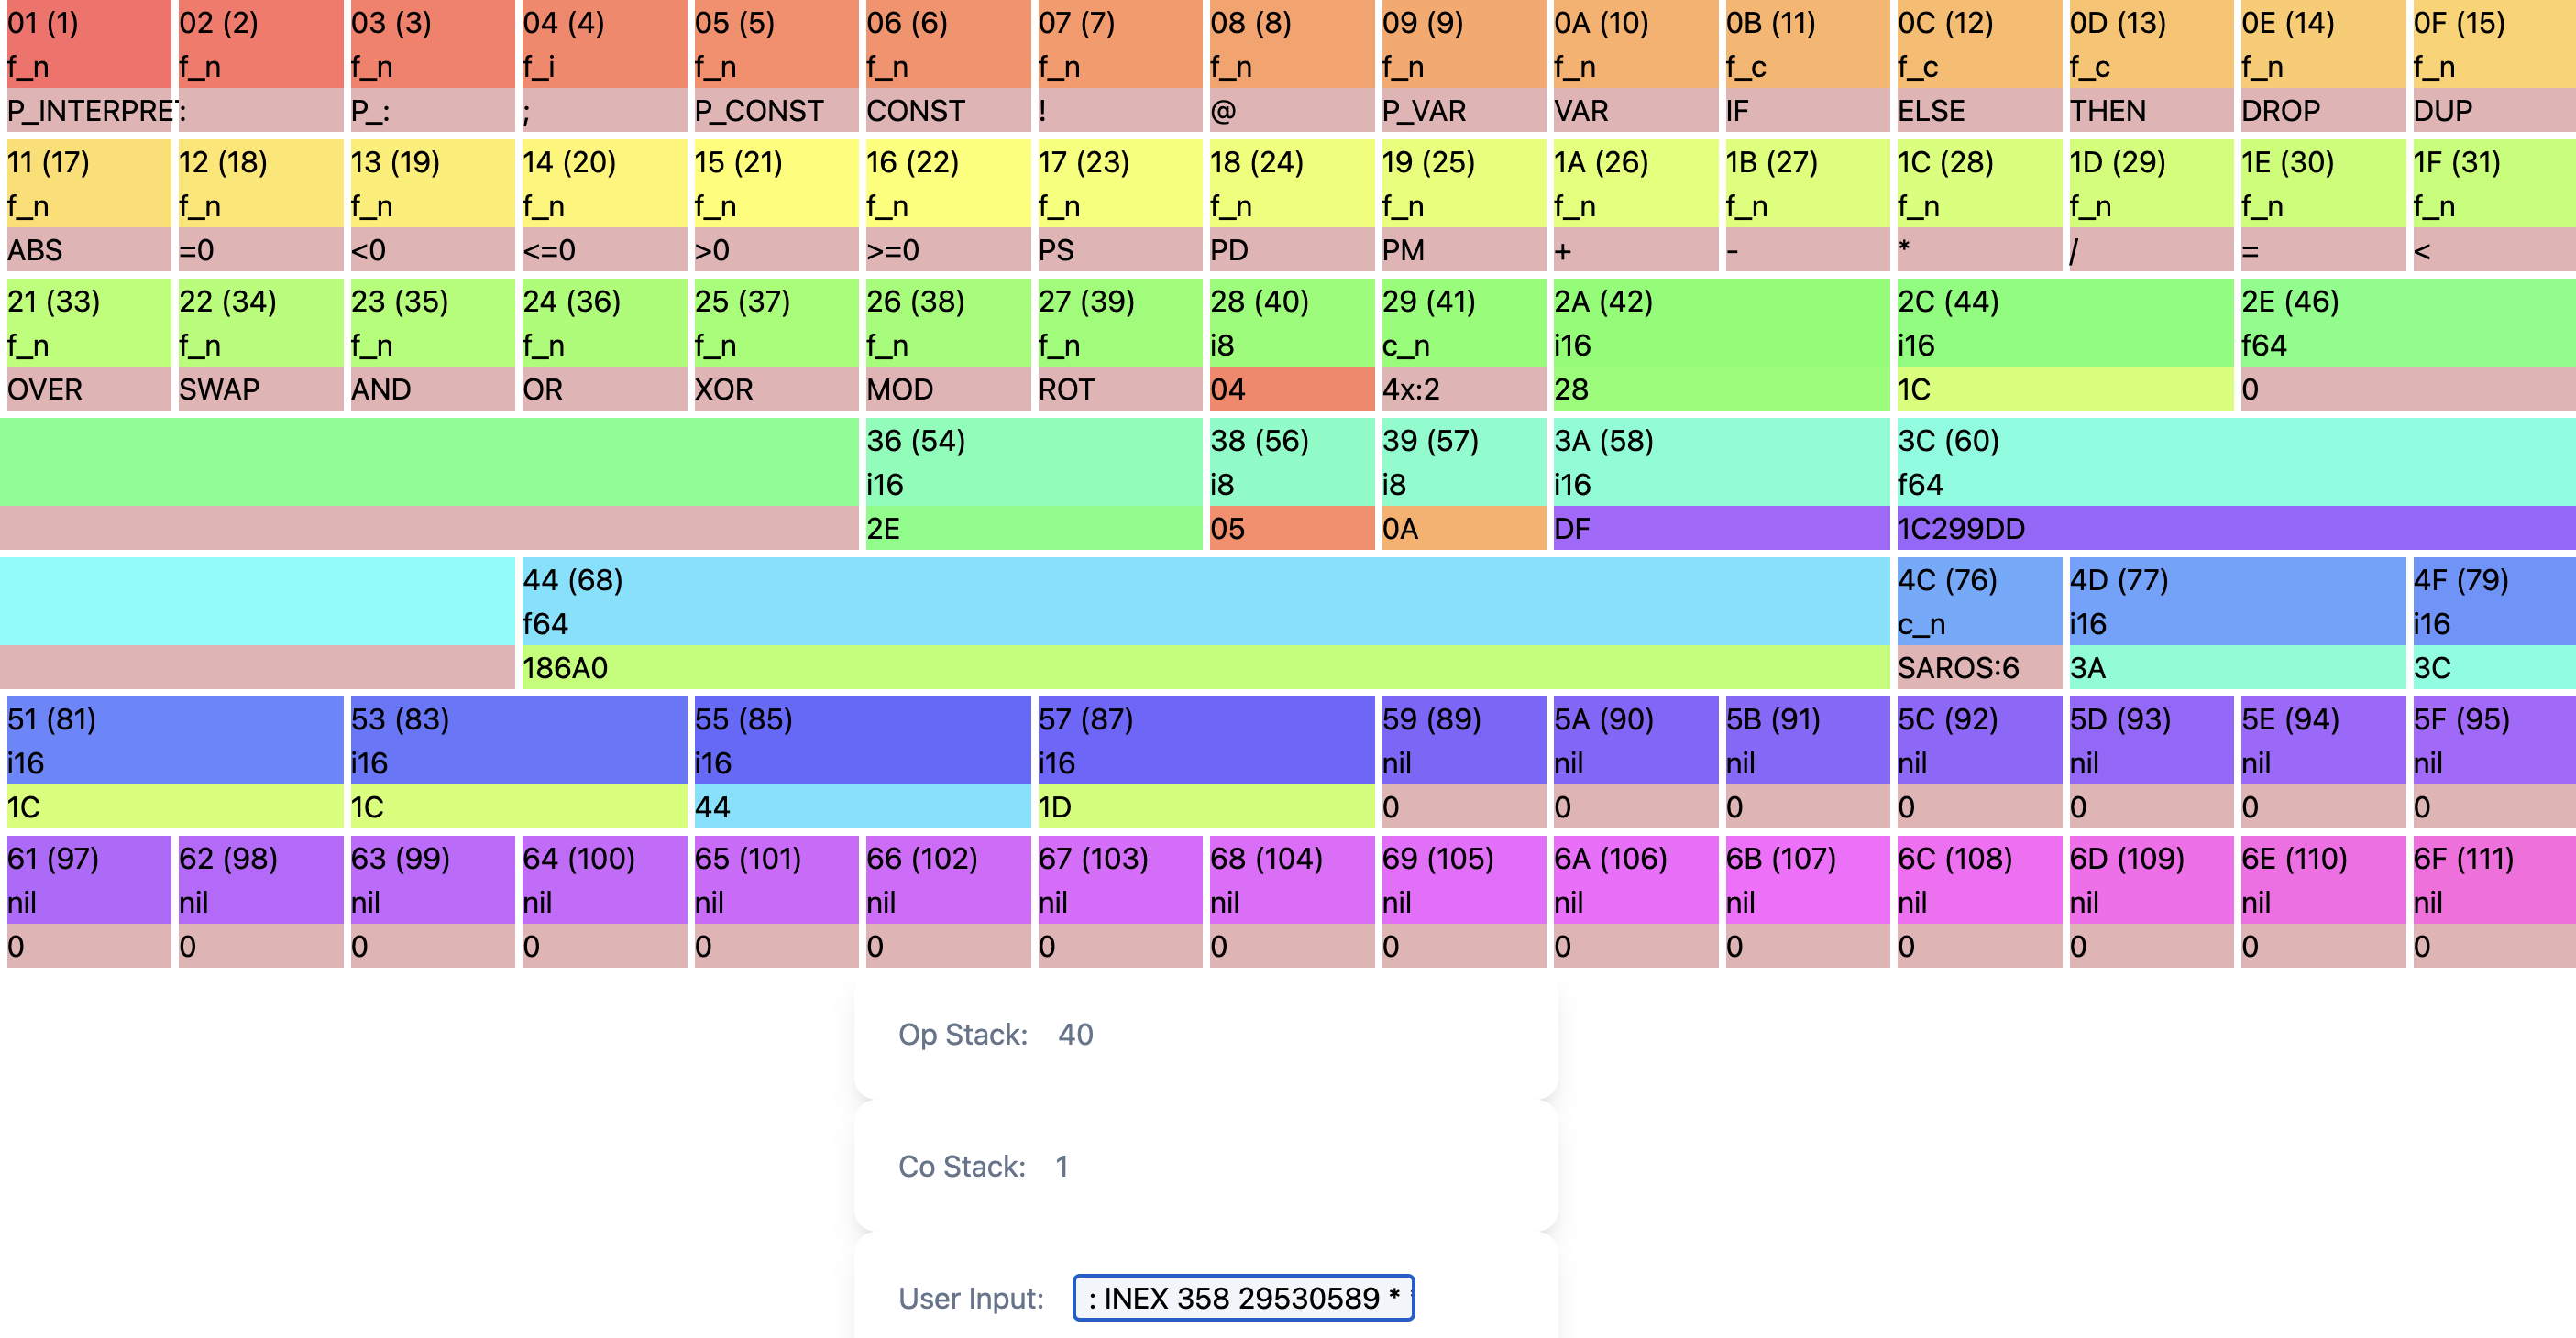 01 (1) 02 (2) 03 (3) 04 (4) 05 (5) 06 (6) 07 (7) 08 (8) 09 (9) 0A (10) 0B (11) 0C (12) 0D (13) 0E (14) 0F (15)
f_n f_n f_n f_i f_n f_n f_n f_n f_n f_n f_c f_c f_c f_n f_n
P_INTERPRE : P_: ; P_CONST CONST ! @ P_VAR VAR IF ELSE THEN DROP DUP
11 (17) 12 (18) 13 (19) 14 (20) 15 (21) 16 (22) 17 (23) 18 (24) 19 (25) 1A (26) 1B (27) 1C (28) 1D (29) 1E (30) 1F (31)
f_n f_n f_n f_n f_n f_n f_n f_n f_n f_n f_n f_n f_n f_n f_n
ABS =0 <0 <=0 >0 >=0 PS PD PM + - * / = <
21 (33) 22 (34) 23 (35) 24 (36) 25 (37) 26 (38) 27 (39) 28 (40) 29 (41) 2A (42) 2C (44) 2E (46)
f_n f_n f_n f_n f_n f_n f_n i8 c_n i16 i16 f64
OVER SWAP AND OR XOR MOD ROT 04 4x:2 28 1C 0
36 (54) 38 (56) 39 (57) 3A (58) 3C (60)
i16 i8 i8 i16 f64
2E 05 0A DF 1C299DD
44 (68) 4C (76) 4D (77) 4F (79)
f64 c_n i16 i16
186A0 SAROS:6 3A 3C
51 (81) 53 (83) 55 (85) 57 (87) 59 (89) 5A (90) 5B (91) 5C (92) 5D (93) 5E (94) 5F (95)
i16 i16 i16 i16 nil nil nil nil nil nil nil
1C 1C 44 1D 0 0 0 0 0 0 0
61 (97) 62 (98) 63 (99) 64 (100) 65 (101) 66 (102) 67 (103) 68 (104) 69 (105) 6A (106) 6B (107) 6C (108) 6D (109) 6E (110) 6F (111)
nil nil nil nil nil nil nil nil nil nil nil nil nil nil nil
0 0 0 0 0 0 0 0 0 0 0 0 0 0 0
Op Stack: 40
Co Stack: 1
User Input: : INEX 358 29530589 *